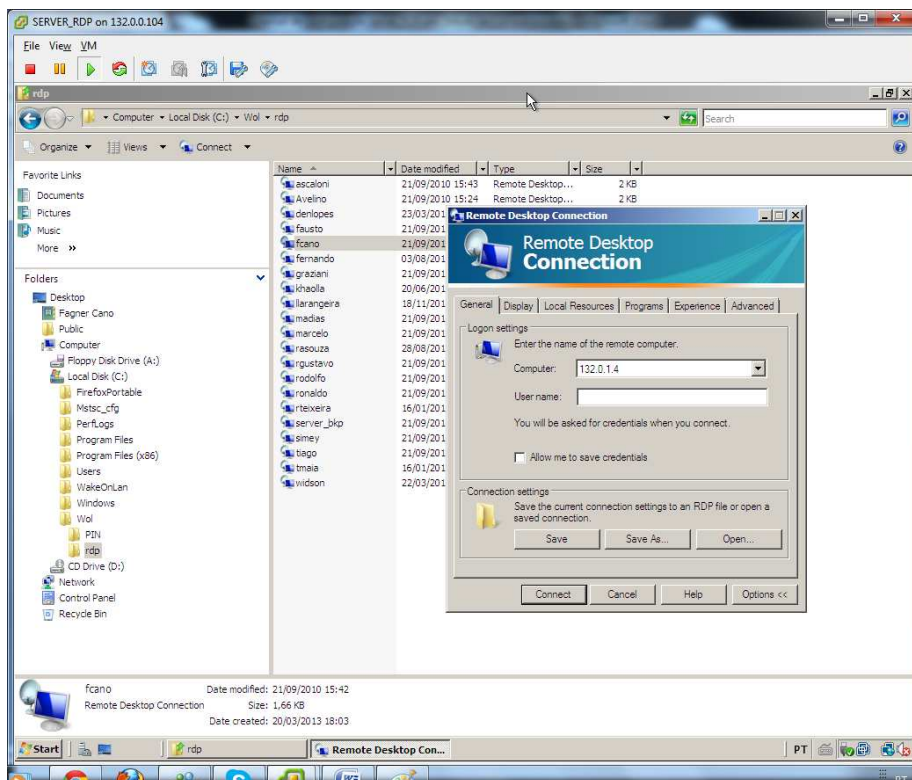 SERVER_RDP on 132.0.0.104
File View VM
rdp
Computer Local Disk (C:) Wol rdp
Search
Organize Views Connect
Favorite Links
Documents
Pictures
Music
More »
Folders
Desktop
Fagner Cano
Public
Computer
Floppy Disk Drive (A:)
Local Disk (C:)
FirefoxPortable
Mstsc_cfg
PerfLogs
Program Files
Program Files (x86)
Users
WakeOnLan
Windows
Wol
PIN
rdp
CD Drive (D:)
Network
Control Panel
Recycle Bin
Name Date modified Type Size
ascaloni 21/09/2010 15:43 Remote Desktop... 2 KB
Avelino 21/09/2010 15:24 Remote Desktop... 2 KB
denlopes 23/03/201
fausto 21/09/201
fcano 21/09/201
fernando 03/08/201
graziani 21/09/201
khaolla 20/06/201
llarangeira 18/11/201
madias 21/09/201
marcelo 21/09/201
rasouza 28/08/201
rgustavo 21/09/201
rodolfo 21/09/201
ronaldo 21/09/201
rteixeira 16/01/201
server_bkp 21/09/201
simey 21/09/201
tiago 21/09/201
tmaia 16/01/201
widson 22/03/201
Remote Desktop Connection
Remote Desktop
Connection
General Display Local Resources Programs Experience Advanced
Logon settings
Enter the name of the remote computer.
Computer: 132.0.1.4
User name:
You will be asked for credentials when you connect.
Allow me to save credentials
Connection settings
Save the current connection settings to an RDP file or open a
saved connection.
Save Save As... Open...
Connect Cancel Help Options <<
fcano Date modified: 21/09/2010 15:42
Remote Desktop Connection Size: 1,66 KB
Date created: 20/03/2013 18:03
Start rdp Remote Desktop Con... PT